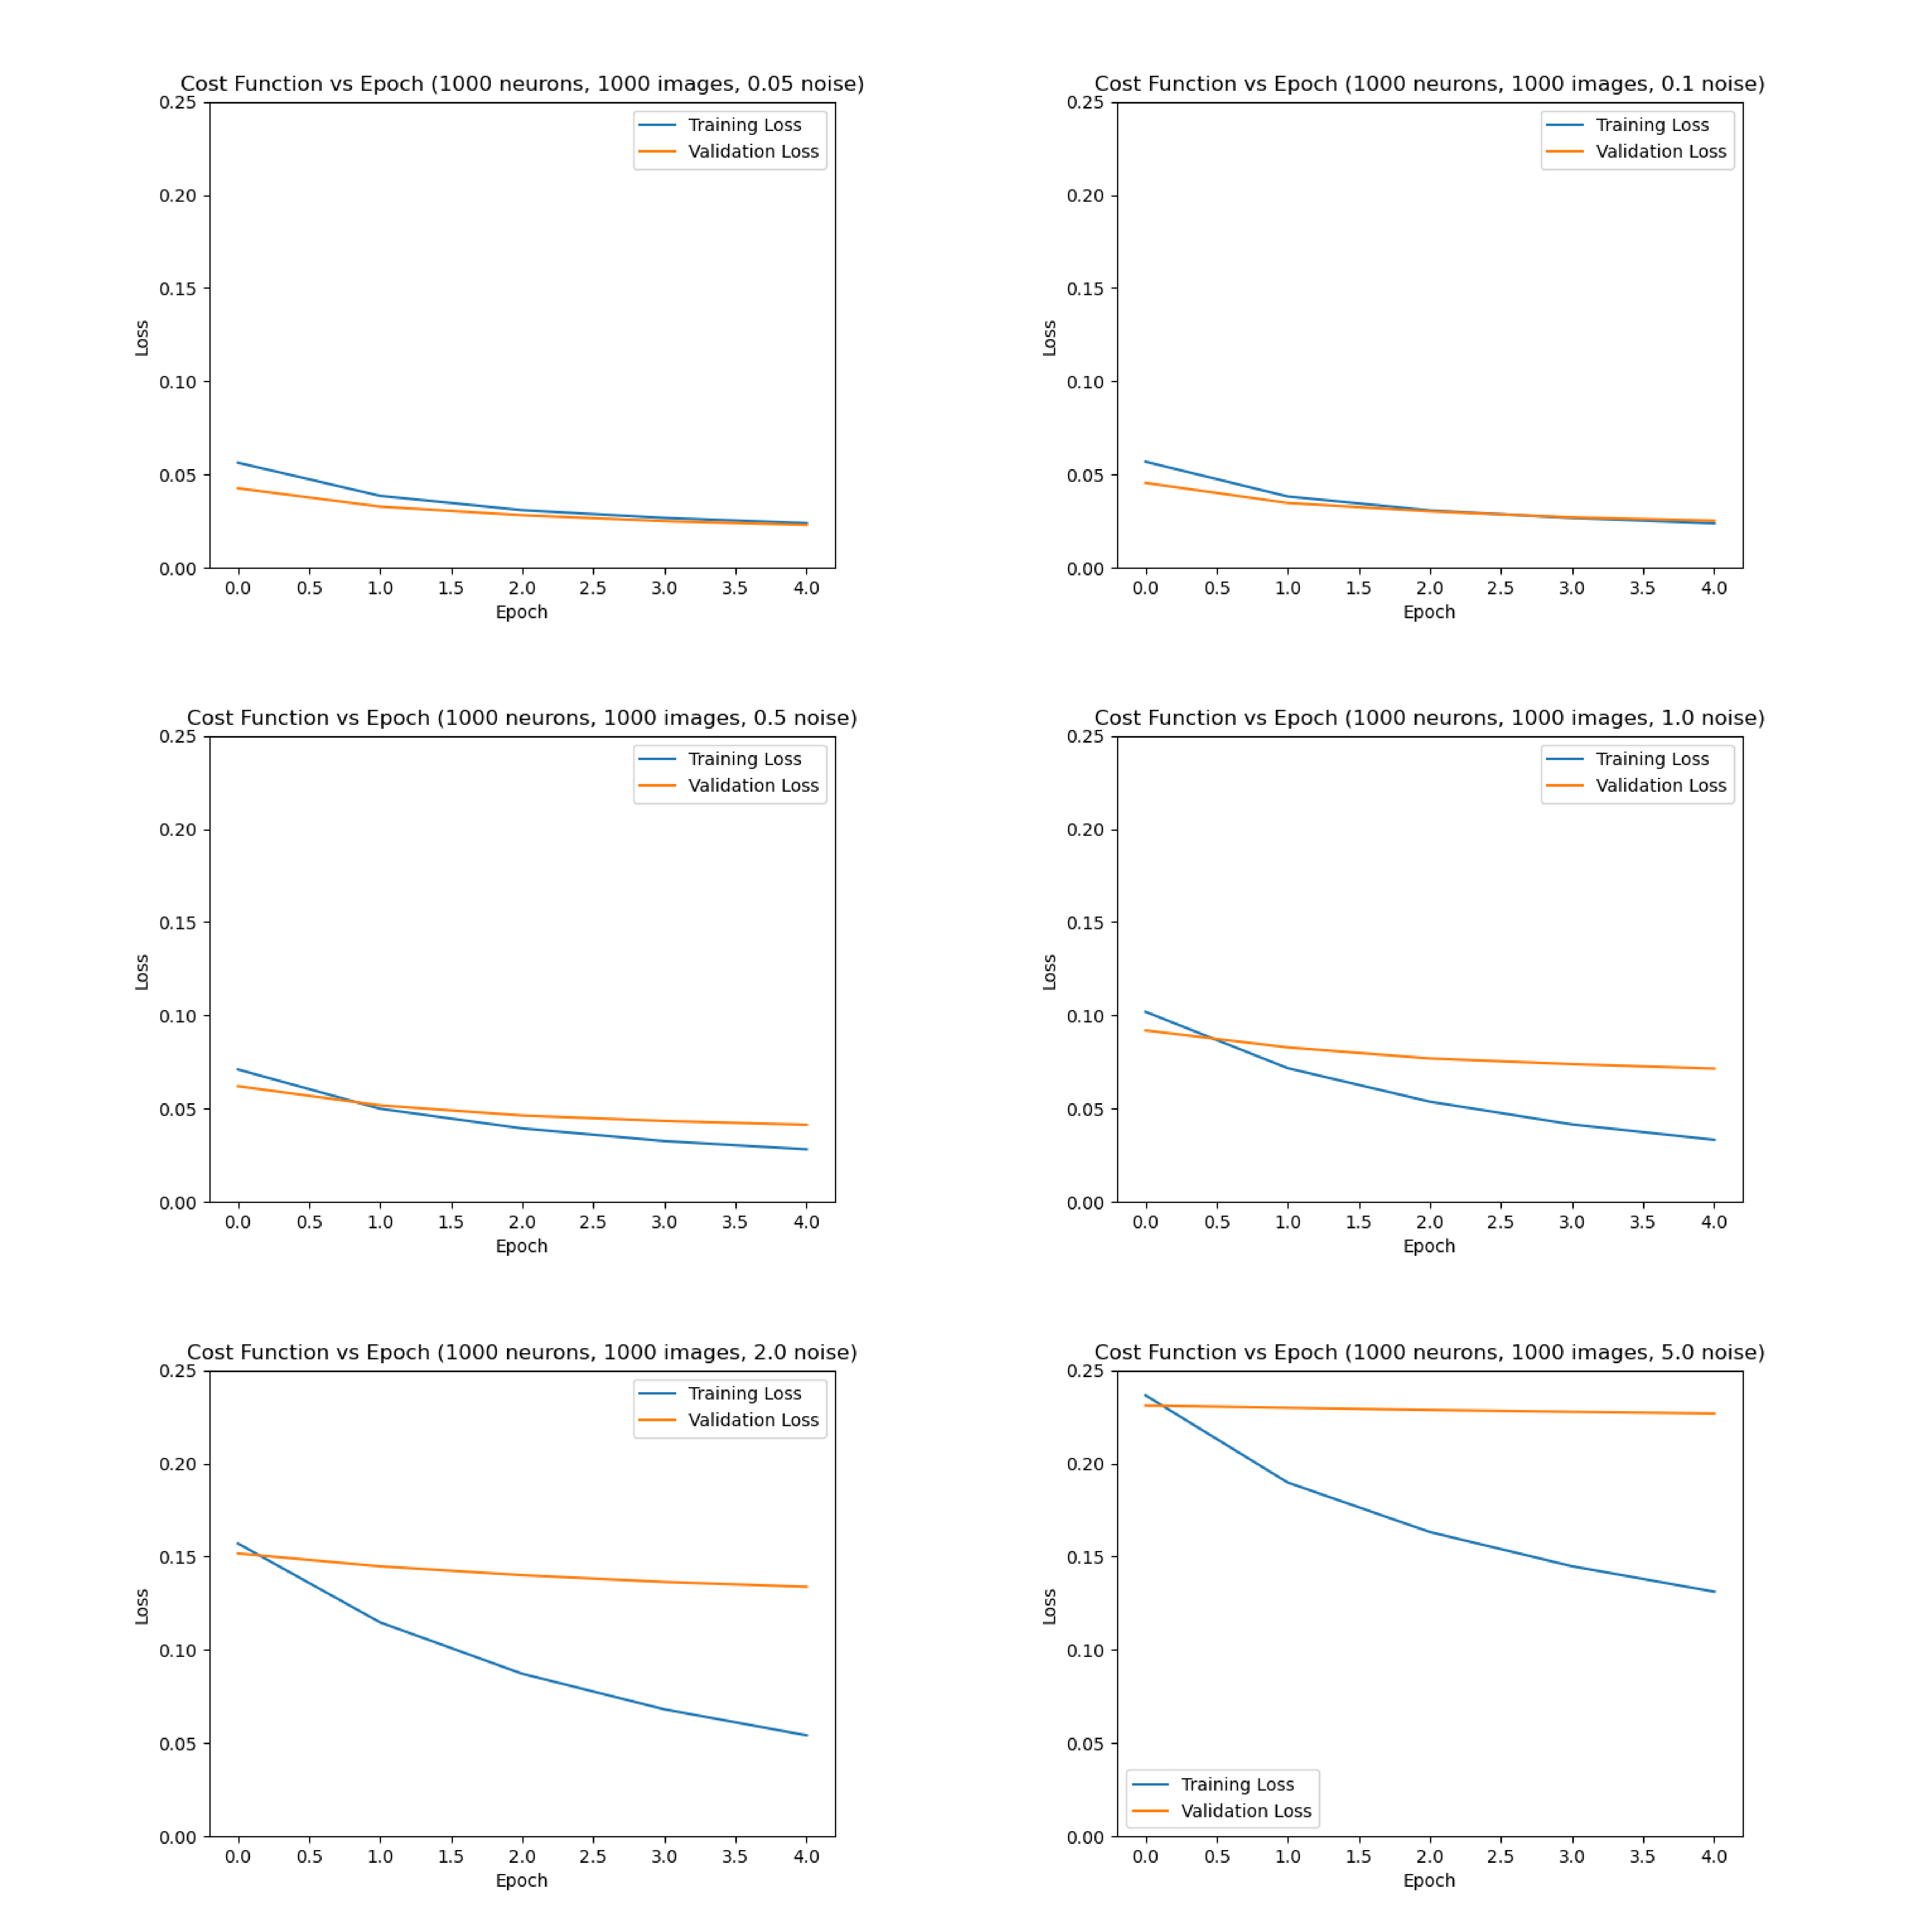 Cost Function vs Epoch (1000 neurons, 1000 images, 0.05 noise)
0.25
0.20
0.15
0.10
0.05
0.00
Loss
Training Loss
Validation Loss
0.0 0.5 1.0 1.5 2.0 2.5 3.0 3.5 4.0
Epoch
Cost Function vs Epoch (1000 neurons, 1000 images, 0.1 noise)
0.25
0.20
0.15
0.10
0.05
0.00
Loss
Training Loss
Validation Loss
0.0 0.5 1.0 1.5 2.0 2.5 3.0 3.5 4.0
Epoch
Cost Function vs Epoch (1000 neurons, 1000 images, 0.5 noise)
0.25
0.20
0.15
0.10
0.05
0.00
Loss
Training Loss
Validation Loss
0.0 0.5 1.0 1.5 2.0 2.5 3.0 3.5 4.0
Epoch
Cost Function vs Epoch (1000 neurons, 1000 images, 1.0 noise)
0.25
0.20
0.15
0.10
0.05
0.00
Loss
Training Loss
Validation Loss
0.0 0.5 1.0 1.5 2.0 2.5 3.0 3.5 4.0
Epoch
Cost Function vs Epoch (1000 neurons, 1000 images, 2.0 noise)
0.25
0.20
0.15
0.10
0.05
0.00
Loss
Training Loss
Validation Loss
0.0 0.5 1.0 1.5 2.0 2.5 3.0 3.5 4.0
Epoch
Cost Function vs Epoch (1000 neurons, 1000 images, 5.0 noise)
0.25
0.20
0.15
0.10
0.05
0.00
Loss
Training Loss
Validation Loss
0.0 0.5 1.0 1.5 2.0 2.5 3.0 3.5 4.0
Epoch